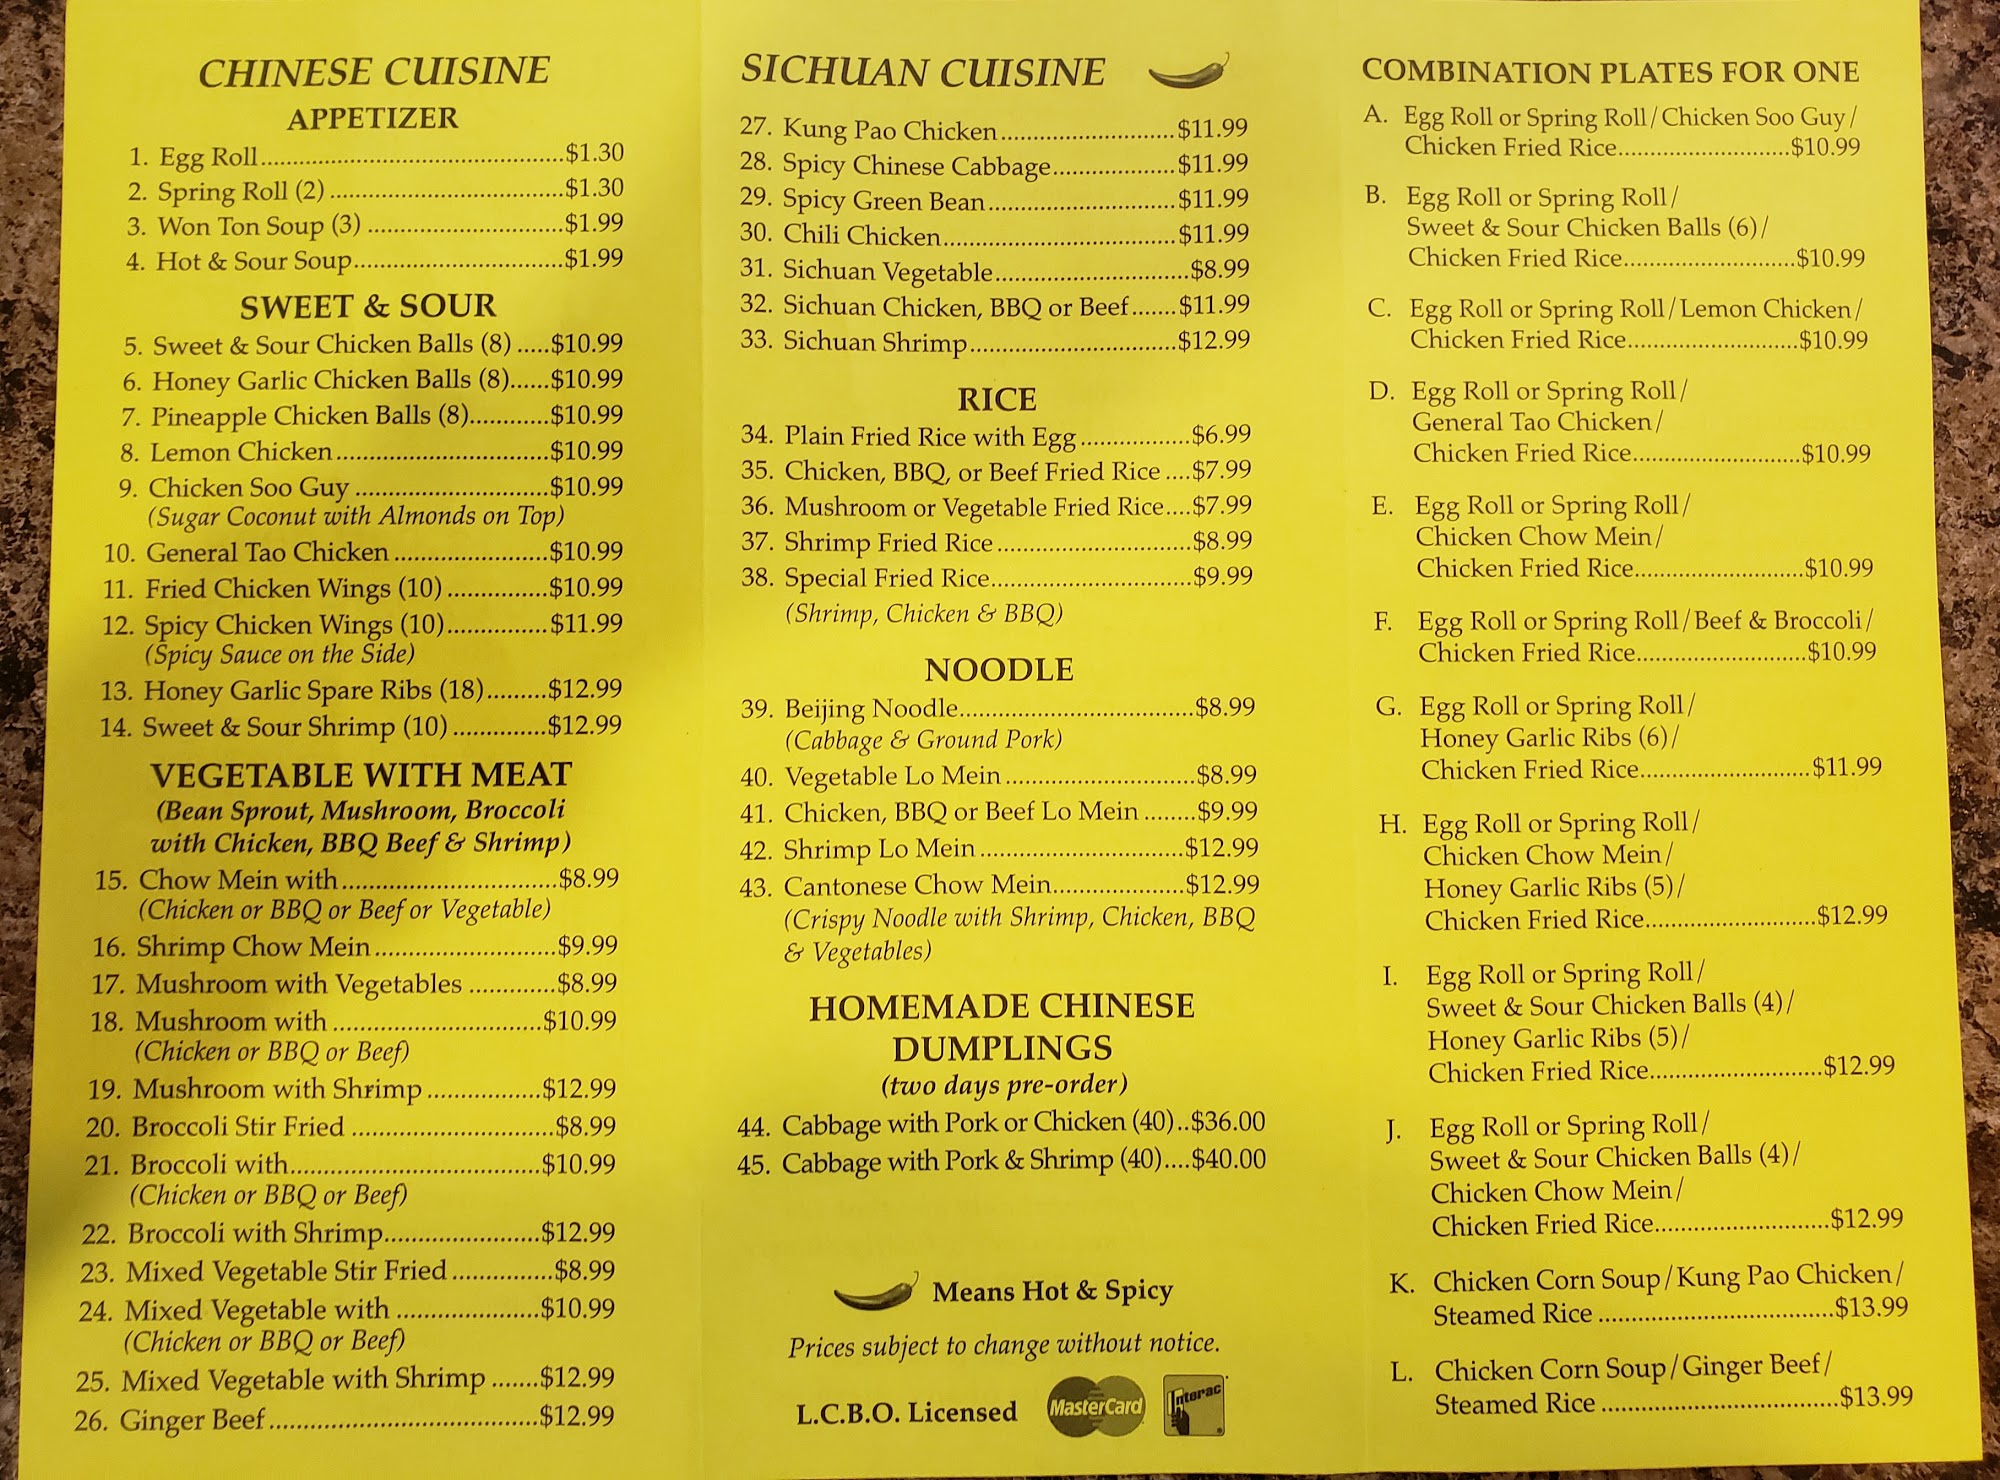 CHINESE CUISINE
APPETIZER
1. Egg Roll............................................$1.30
2. Spring Roll (2)..................................$1.30
3. Won Ton Soup (3)............................$1.99
4. Hot & Sour Soup..............................$1.99
SWEET & SOUR
5. Sweet & Sour Chicken Balls (8).....$10.99
6. Honey Garlic Chicken Balls (8)......$10.99
7. Pineapple Chicken Balls (8)............$10.99
8. Lemon Chicken...............................$10.99
9. Chicken Soo Guy............................$10.99
(Sugar Coconut with Almonds on Top)
10. General Tao Chicken......................$10.99
11. Fried Chicken Wings (10)..............$10.99
12. Spicy Chicken Wings (10)..............$11.99
(Spicy Sauce on the Side)
13. Honey Garlic Spare Ribs (18).........$12.99
14. Sweet & Sour Shrimp (10).............$12.99
VEGETABLE WITH MEAT
(Bean Sprout, Mushroom, Broccoli
with Chicken, BBQ Beef & Shrimp)
15. Chow Mein with...............................$8.99
(Chicken or BBQ or Beef or Vegetable)
16. Shrimp Chow Mein..........................$9.99
17. Mushroom with Vegetables............$8.99
18. Mushroom with..............................$10.99
(Chicken or BBQ or Beef)
19. Mushroom with Shrimp................$12.99
20. Broccoli Stir Fried............................$8.99
21. Broccoli with....................................$10.99
(Chicken or BBQ or Beef)
22. Broccoli with Shrimp......................$12.99
23. Mixed Vegetable Stir Fried..............$8.99
24. Mixed Vegetable with....................$10.99
(Chicken or BBQ or Beef)
25. Mixed Vegetable with Shrimp.......$12.99
26. Ginger Beef.......................................$12.99
SICHUAN CUISINE
27. Kung Pao Chicken.........................$11.99
28. Spicy Chinese Cabbage..................$11.99
29. Spicy Green Bean...........................$11.99
30. Chili Chicken..................................$11.99
31. Sichuan Vegetable............................$8.99
32. Sichuan Chicken, BBQ or Beef.......$11.99
33. Sichuan Shrimp..............................$12.99
RICE
34. Plain Fried Rice with Egg................$6.99
35. Chicken, BBQ, or Beef Fried Rice....$7.99
36. Mushroom or Vegetable Fried Rice....$7.99
37. Shrimp Fried Rice............................$8.99
38. Special Fried Rice.............................$9.99
(Shrimp, Chicken & BBQ)
NOODLE
39. Beijing Noodle..................................$8.99
(Cabbage & Ground Pork)
40. Vegetable Lo Mein...........................$8.99
41. Chicken, BBQ or Beef Lo Mein........$9.99
42. Shrimp Lo Mein.............................$12.99
43. Cantonese Chow Mein...................$12.99
(Crispy Noodle with Shrimp, Chicken, BBQ
& Vegetables)
HOMEMADE CHINESE
DUMPLINGS
(two days pre-order)
44. Cabbage with Pork or Chicken (40)..$36.00
45. Cabbage with Pork & Shrimp (40)....$40.00
Means Hot & Spicy
Prices subject to change without notice.
L.C.B.O. Licensed MasterCard Interac
COMBINATION PLATES FOR ONE
A. Egg Roll or Spring Roll/Chicken Soo Guy/
Chicken Fried Rice.........................$10.99
B. Egg Roll or Spring Roll/
Sweet & Sour Chicken Balls (6)/
Chicken Fried Rice.........................$10.99
C. Egg Roll or Spring Roll/Lemon Chicken/
Chicken Fried Rice.........................$10.99
D. Egg Roll or Spring Roll/
General Tao Chicken/
Chicken Fried Rice.........................$10.99
E. Egg Roll or Spring Roll/
Chicken Chow Mein/
Chicken Fried Rice.........................$10.99
F. Egg Roll or Spring Roll/Beef & Broccoli/
Chicken Fried Rice.........................$10.99
G. Egg Roll or Spring Roll/
Honey Garlic Ribs (6)/
Chicken Fried Rice.........................$11.99
H. Egg Roll or Spring Roll/
Chicken Chow Mein/
Honey Garlic Ribs (5)/
Chicken Fried Rice.........................$12.99
I. Egg Roll or Spring Roll/
Sweet & Sour Chicken Balls (4)/
Honey Garlic Ribs (5)/
Chicken Fried Rice.........................$12.99
J. Egg Roll or Spring Roll/
Sweet & Sour Chicken Balls (4)/
Chicken Chow Mein/
Chicken Fried Rice.........................$12.99
K. Chicken Corn Soup/Kung Pao Chicken/
Steamed Rice..................................$13.99
L. Chicken Corn Soup/Ginger Beef/
Steamed Rice..................................$13.99